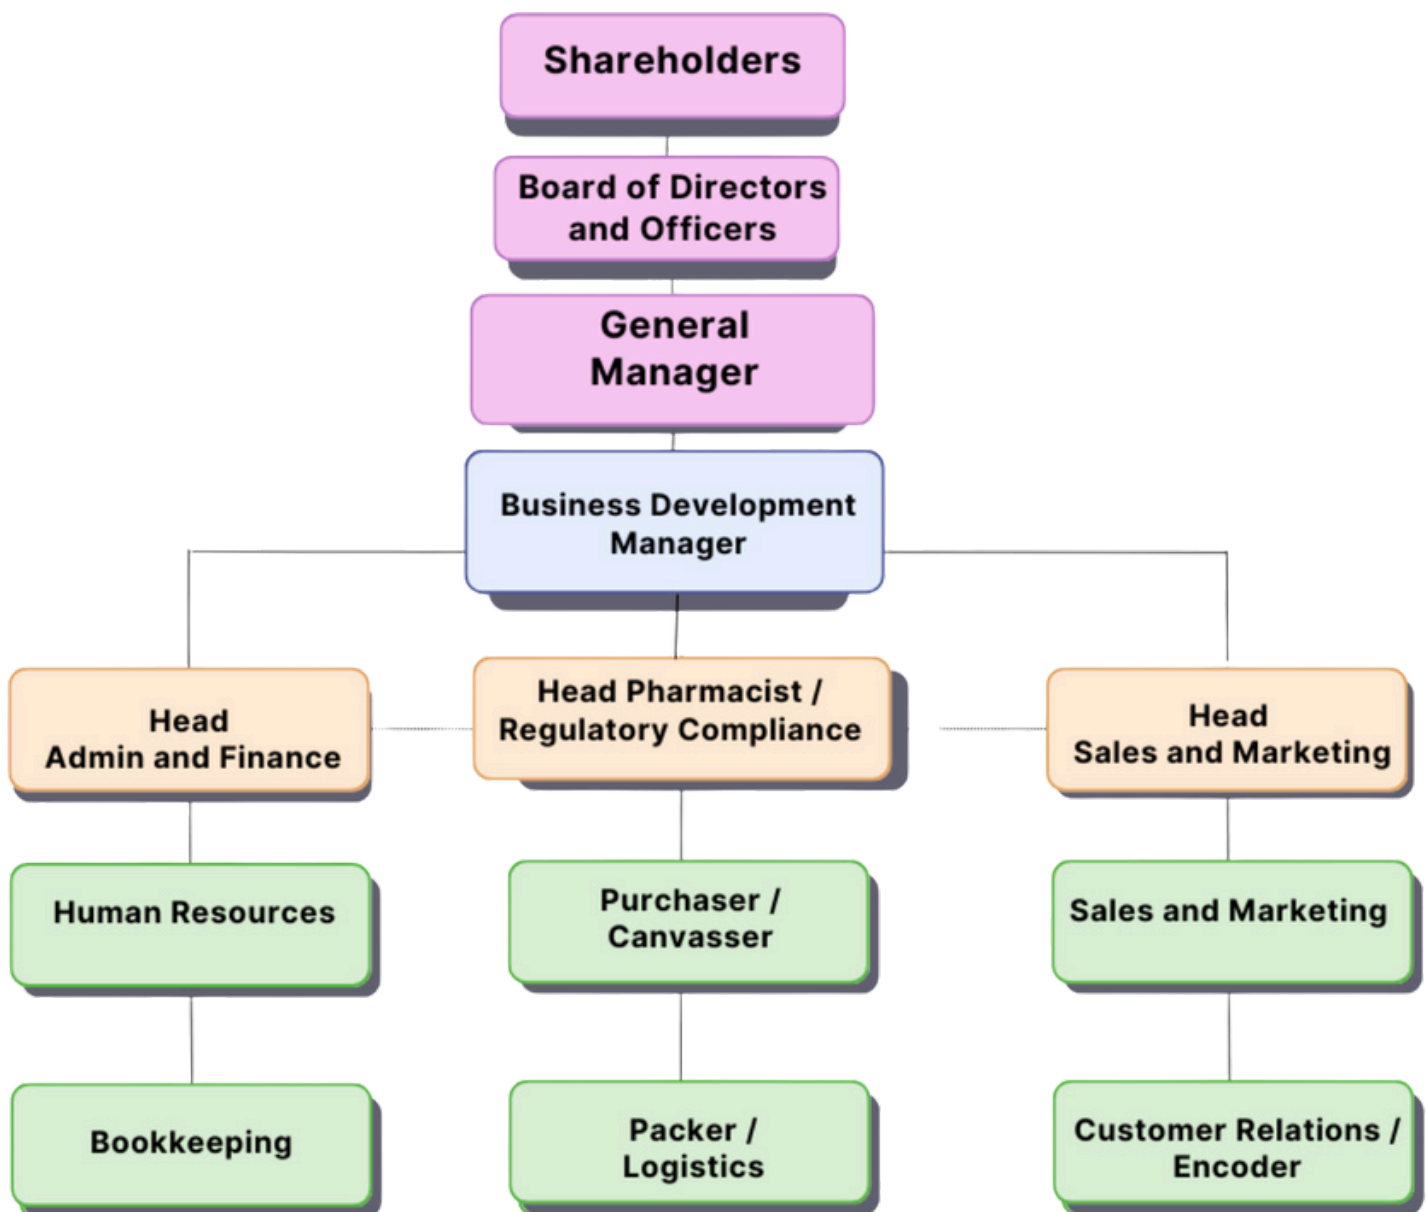 Shareholders
Board of Directors
and Officers
General
Manager
Business Development
Manager
Head
Admin and Finance
Head Pharmacist /
Regulatory Compliance
Head
Sales and Marketing
Human Resources
Purchaser /
Canvasser
Sales and Marketing
Bookkeeping
Packer /
Logistics
Customer Relations /
Encoder